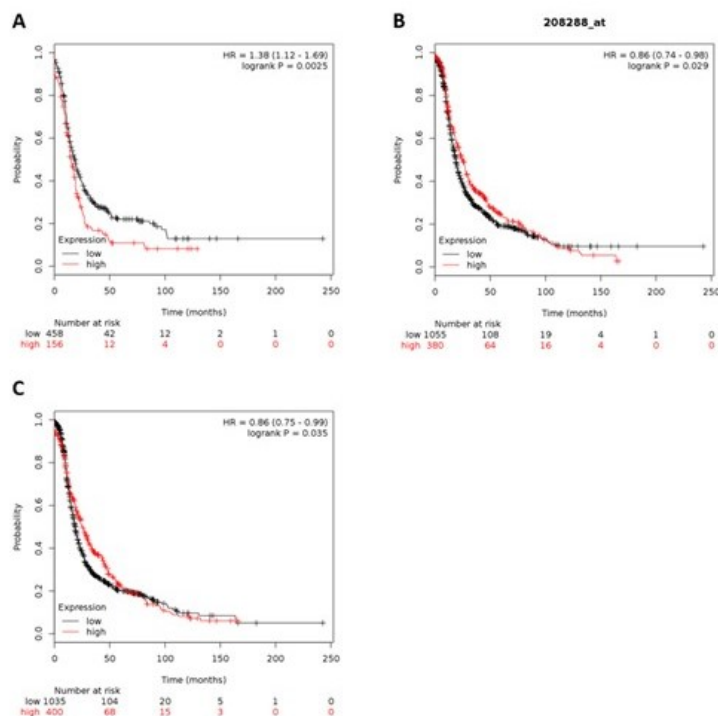 A
HR = 1.38 (1.12 - 1.69)
logrank P = 0.0025
Probability
1.0
0.8
0.6
0.4
0.2
0.0
Expression
low
high
0 50 100 150 200 250
Time (months)
Number at risk
low 458 42 12 2 1 0
high 156 12 4 0 0 0
B
208288_at
HR = 0.86 (0.74 - 0.98)
logrank P = 0.029
Probability
1.0
0.8
0.6
0.4
0.2
0.0
Expression
low
high
0 50 100 150 200 250
Time (months)
Number at risk
low 1055 108 19 4 1 0
high 380 64 16 4 0 0
C
HR = 0.86 (0.75 - 0.99)
logrank P = 0.035
Probability
1.0
0.8
0.6
0.4
0.2
0.0
Expression
low
high
0 50 100 150 200 250
Time (months)
Number at risk
low 1035 104 20 5 1 0
high 400 68 15 3 0 0